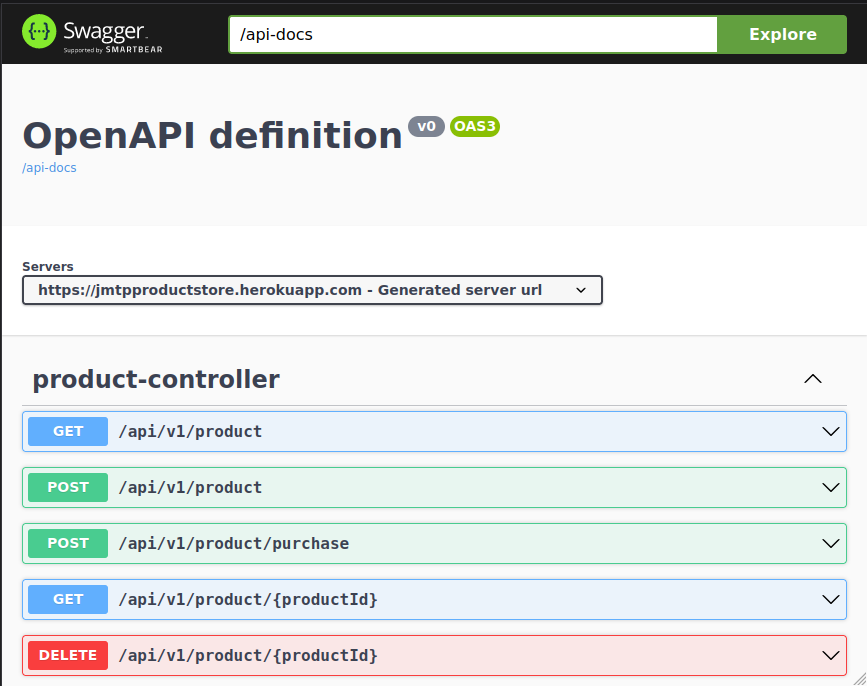 {···} Swagger™
Supported by SMARTBEAR
/api-docs
Explore
OpenAPI definition v0 OAS3
/api-docs
Servers
https://jmtpproductstore.herokuapp.com - Generated server url
product-controller
GET /api/v1/product
POST /api/v1/product
POST /api/v1/product/purchase
GET /api/v1/product/{productId}
DELETE /api/v1/product/{productId}